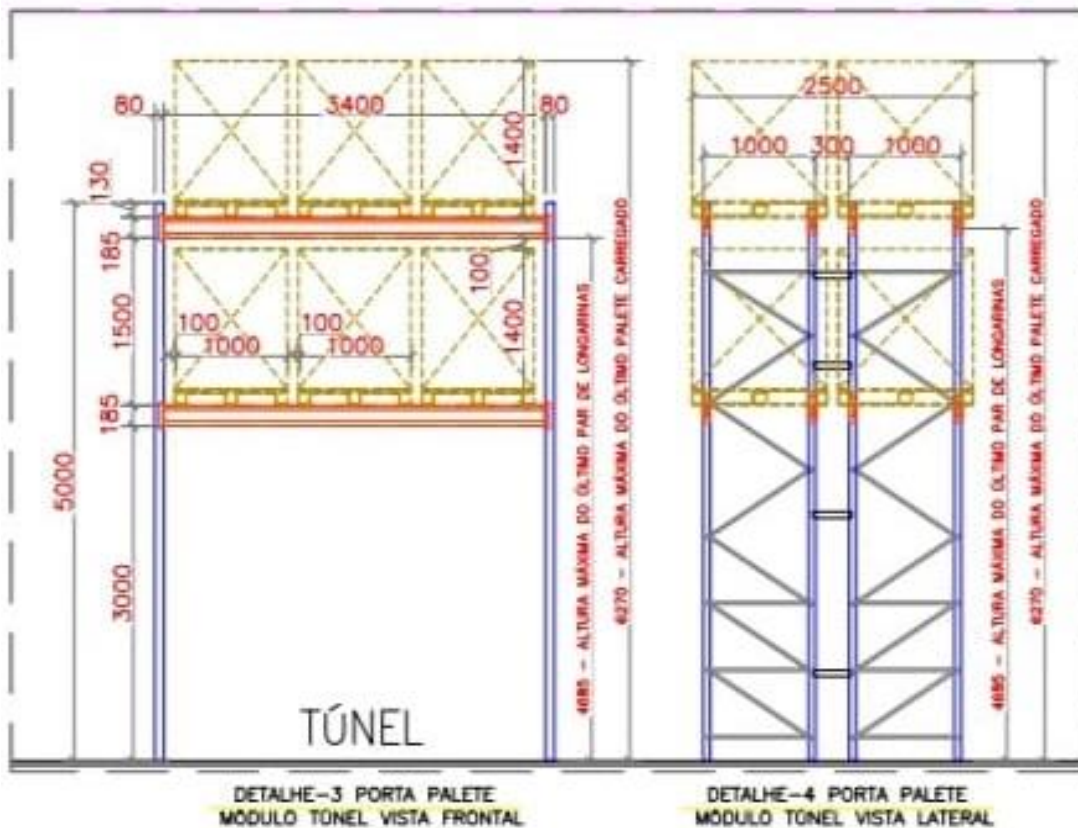 80
3400
80
1400
130
185
1500
100
1400
100
1000
100
1000
185
5000
3000
TÚNEL
4685 - ALTURA MÁXIMA DO ÚLTIMO PAR DE LONGARINAS
6270 - ALTURA MÁXIMA DO ÚLTIMO PALETE CARREGADO
DETALHE-3 PORTA PALETE
MÓDULO TÚNEL VISTA FRONTAL
2500
1000
300
1000
4685 - ALTURA MÁXIMA DO ÚLTIMO PAR DE LONGARINAS
6270 - ALTURA MÁXIMA DO ÚLTIMO PALETE CARREGADO
DETALHE-4 PORTA PALETE
MÓDULO TÚNEL VISTA LATERAL